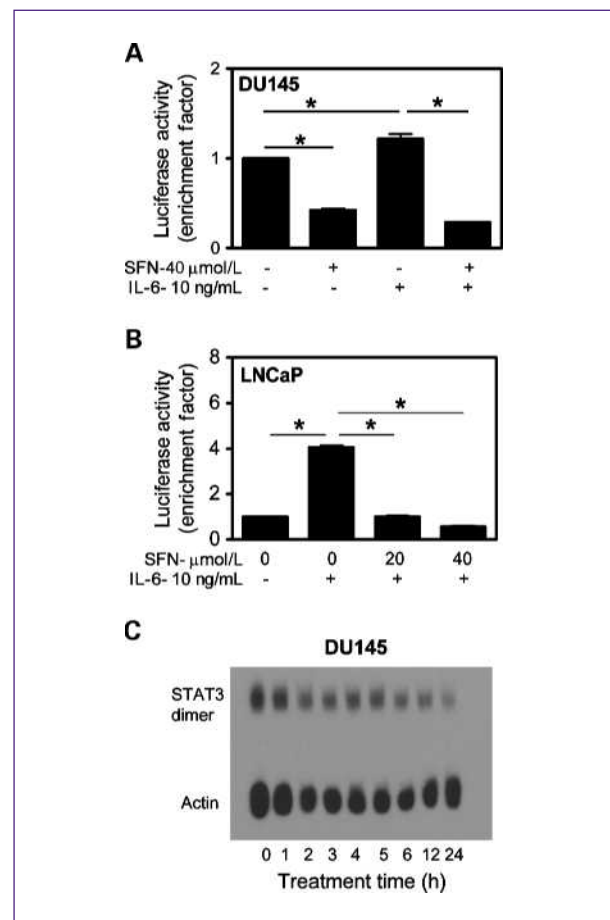 A
DU145
Luciferase activity
(enrichment factor)
2
1
0
* * *
SFN-40 μmol/L - + - +
IL-6- 10 ng/mL - - + +
B
LNCaP
Luciferase activity
(enrichment factor)
8
6
4
2
0
*
* *
SFN- μmol/L 0 0 20 40
IL-6- 10 ng/mL - + + +
C
DU145
STAT3
dimer
Actin
0 1 2 3 4 5 6 12 24
Treatment time (h)